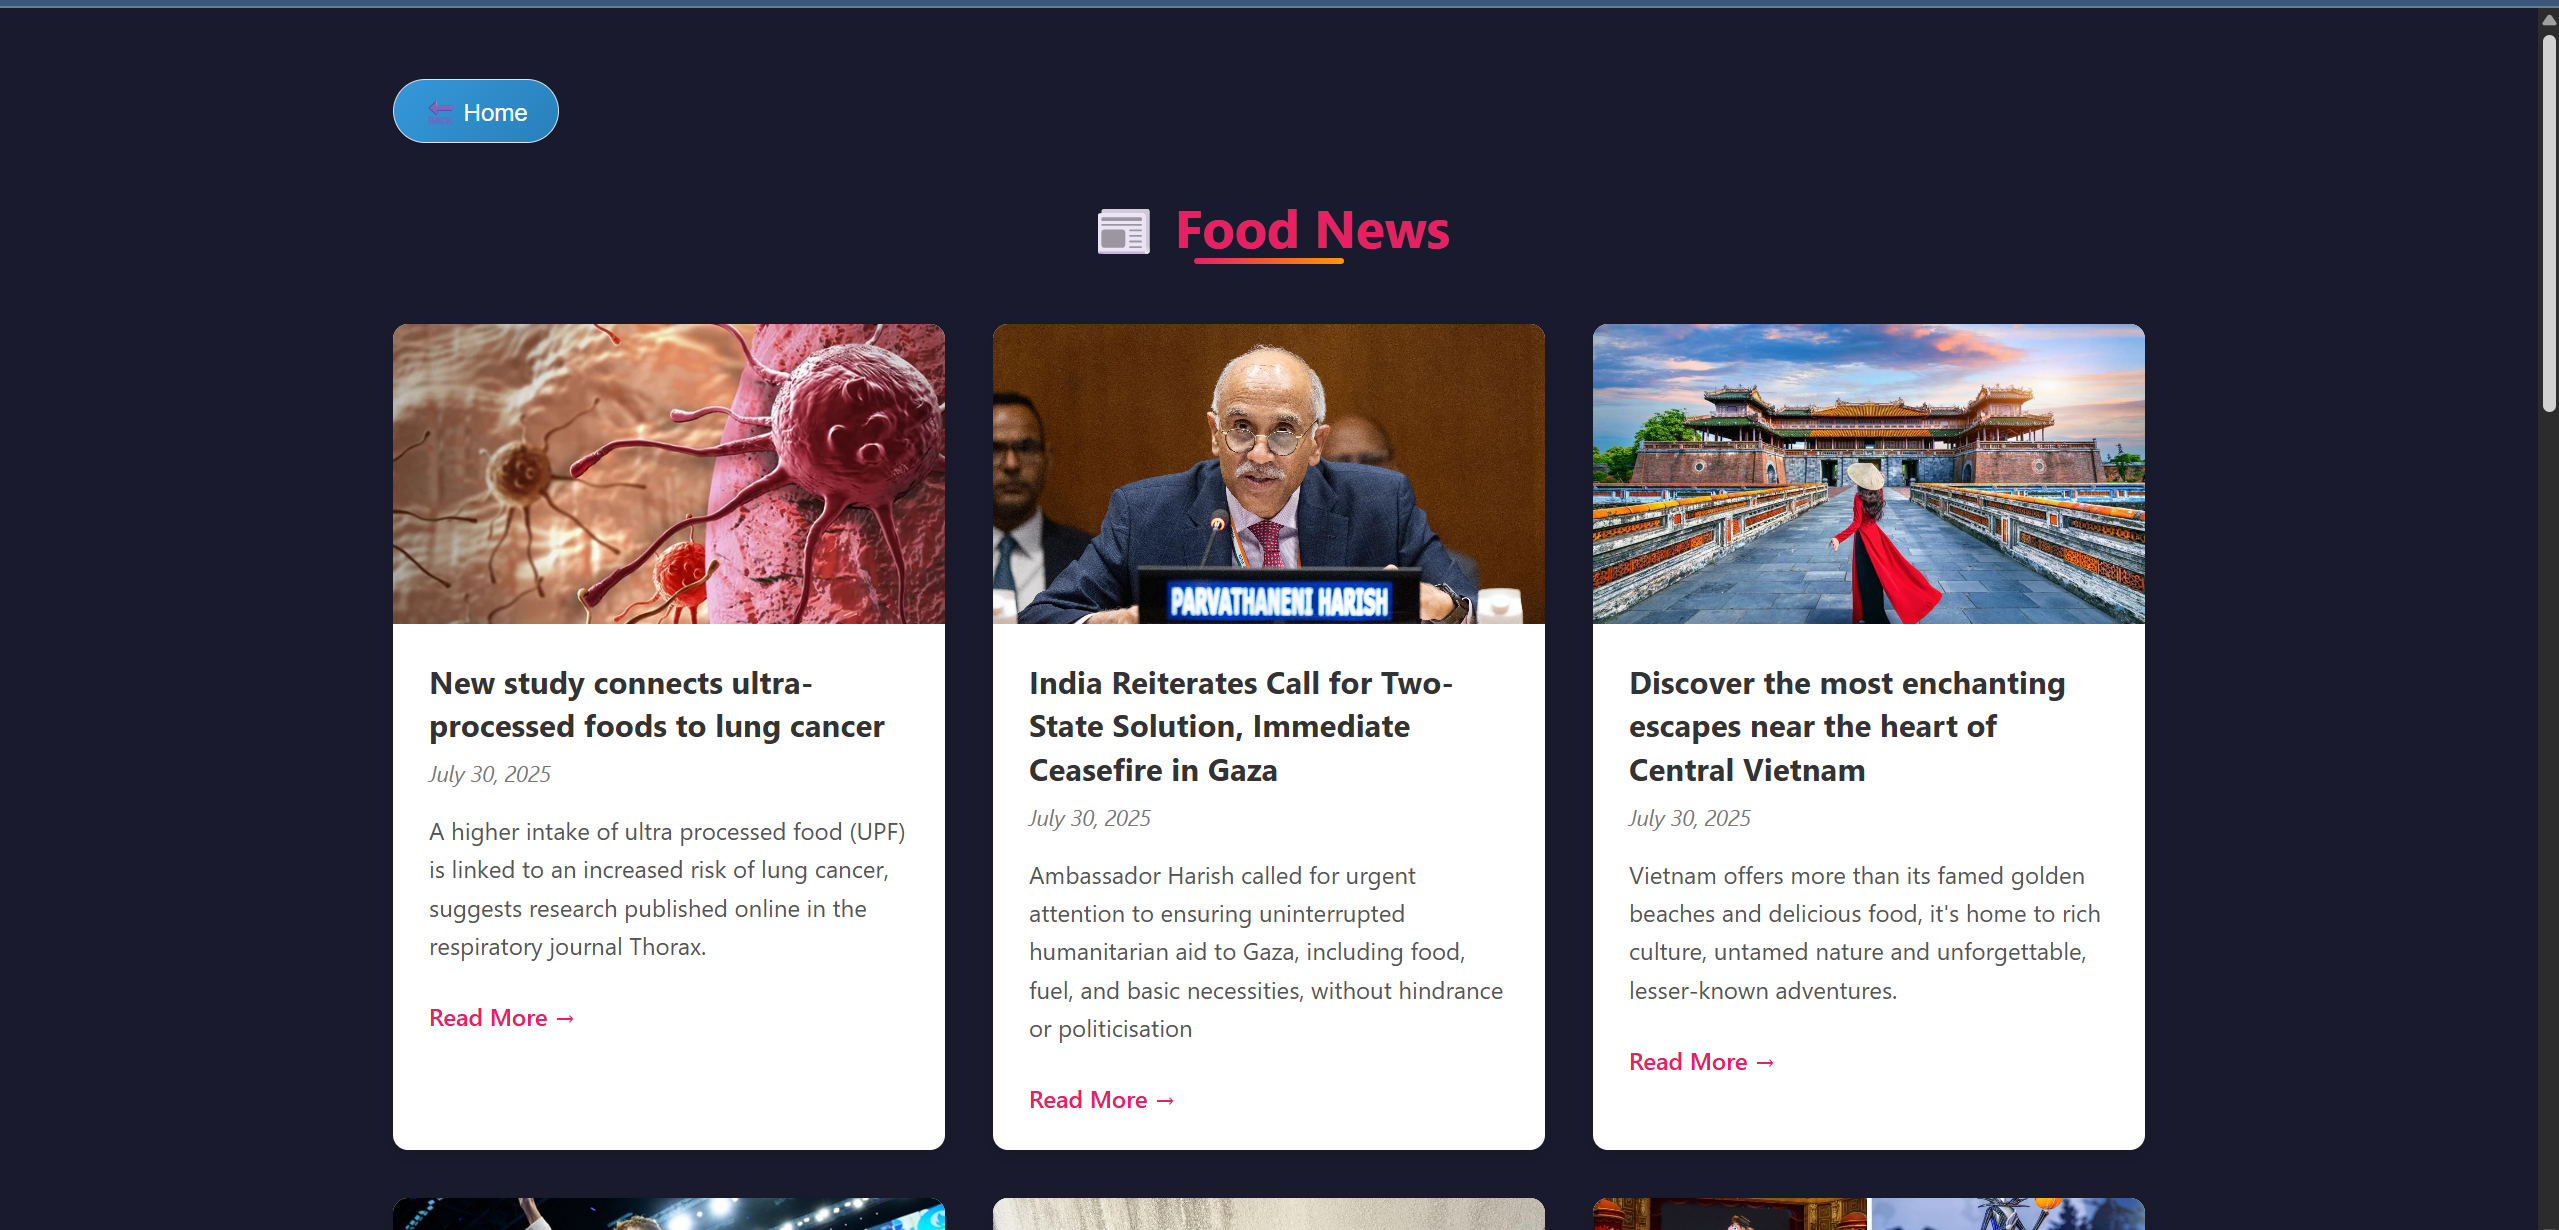 Home
Food News
PARVATHANENI HARISH
New study connects ultra-
processed foods to lung cancer
July 30, 2025
A higher intake of ultra processed food (UPF)
is linked to an increased risk of lung cancer,
suggests research published online in the
respiratory journal Thorax.
Read More →
India Reiterates Call for Two-
State Solution, Immediate
Ceasefire in Gaza
July 30, 2025
Ambassador Harish called for urgent
attention to ensuring uninterrupted
humanitarian aid to Gaza, including food,
fuel, and basic necessities, without hindrance
or politicisation
Read More →
Discover the most enchanting
escapes near the heart of
Central Vietnam
July 30, 2025
Vietnam offers more than its famed golden
beaches and delicious food, it's home to rich
culture, untamed nature and unforgettable,
lesser-known adventures.
Read More →